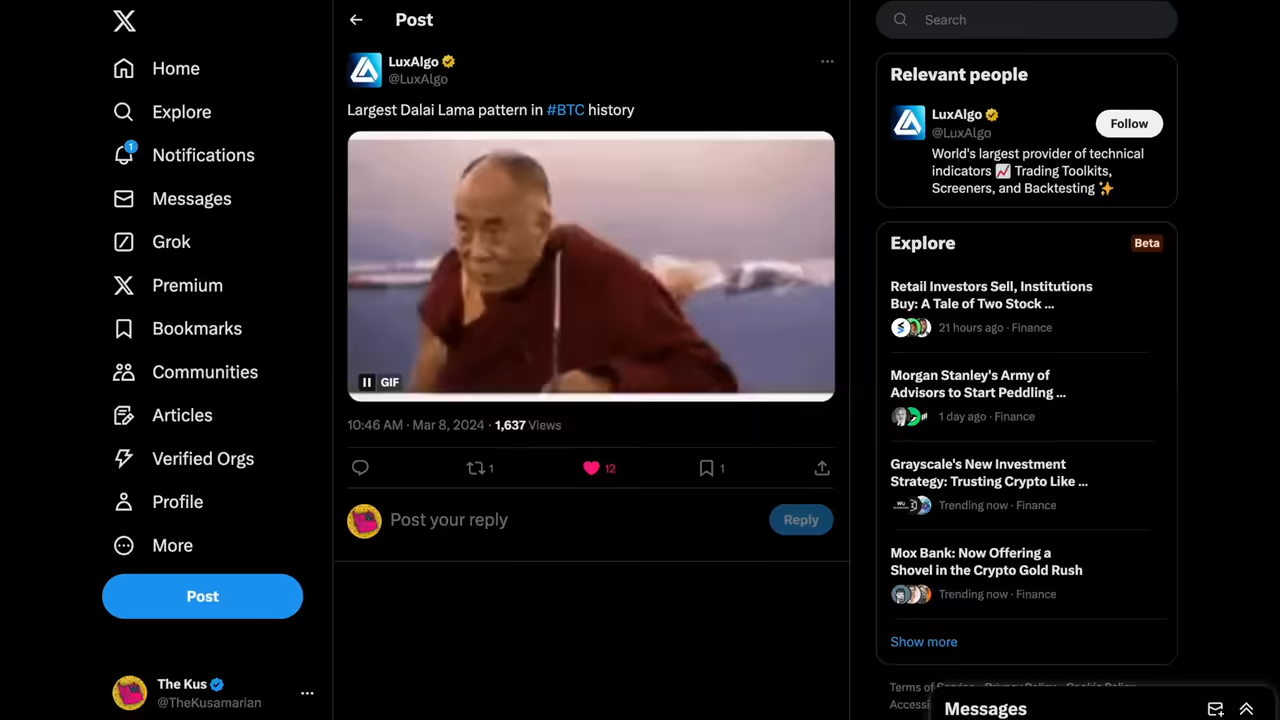 Home
Explore
1
Notifications
Messages
Grok
Premium
Bookmarks
Communities
Articles
Verified Orgs
Profile
More
Post
The Kus
@TheKusamarian
Post
LuxAlgo
@LuxAlgo
Largest Dalai Lama pattern in #BTC history
GIF
10:46 AM · Mar 8, 2024 · 1,637 Views
1
12
1
Post your reply
Reply
Search
Relevant people
LuxAlgo
@LuxAlgo
Follow
World's largest provider of technical
indicators 📈 Trading Toolkits,
Screeners, and Backtesting ✨
Explore
Beta
Retail Investors Sell, Institutions
Buy: A Tale of Two Stock ...
21 hours ago · Finance
Morgan Stanley's Army of
Advisors to Start Peddling ...
1 day ago · Finance
Grayscale's New Investment
Strategy: Trusting Crypto Like ...
Trending now · Finance
Mox Bank: Now Offering a
Shovel in the Crypto Gold Rush
Trending now · Finance
Show more
Terms of
Messages